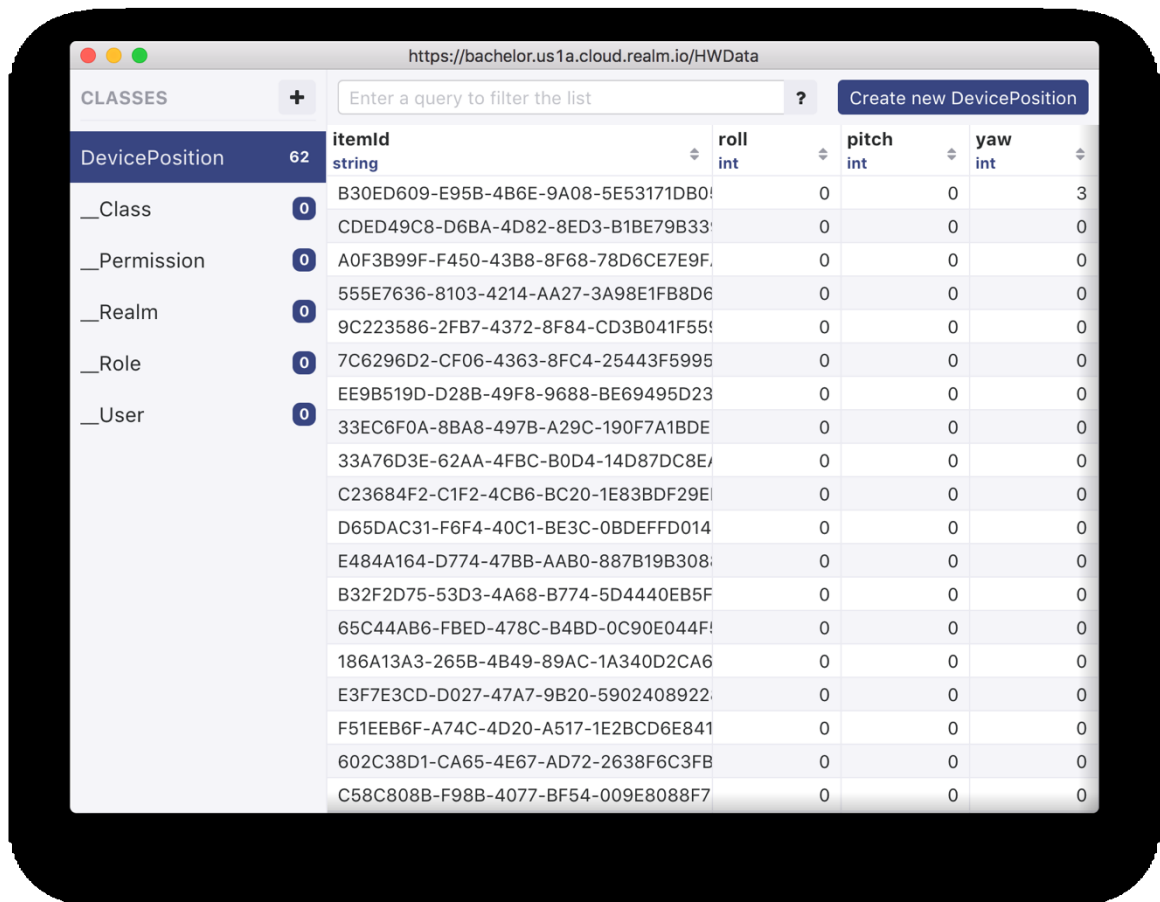 https://bachelor.us1a.cloud.realm.io/HWData
CLASSES +
Enter a query to filter the list ? Create new DevicePosition
DevicePosition 62
__Class 0
__Permission 0
__Realm 0
__Role 0
__User 0
itemId roll pitch yaw
string int int int
B30ED609-E95B-4B6E-9A08-5E53171DB05 0 0 3
CDED49C8-D6BA-4D82-8ED3-B1BE79B339 0 0 0
A0F3B99F-F450-43B8-8F68-78D6CE7E9F 0 0 0
555E7636-8103-4214-AA27-3A98E1FB8D6 0 0 0
9C223586-2FB7-4372-8F84-CD3B041F559 0 0 0
7C6296D2-CF06-4363-8FC4-25443F5995 0 0 0
EE9B519D-D28B-49F8-9688-BE69495D23 0 0 0
33EC6F0A-8BA8-497B-A29C-190F7A1BDE 0 0 0
33A76D3E-62AA-4FBC-B0D4-14D87DC8EA 0 0 0
C23684F2-C1F2-4CB6-BC20-1E83BDF29E 0 0 0
D65DAC31-F6F4-40C1-BE3C-0BDEFFD014 0 0 0
E484A164-D774-47BB-AAB0-887B19B308 0 0 0
B32F2D75-53D3-4A68-B774-5D4440EB5F 0 0 0
65C44AB6-FBED-478C-B4BD-0C90E044F5 0 0 0
186A13A3-265B-4B49-89AC-1A340D2CA6 0 0 0
E3F7E3CD-D027-47A7-9B20-5902408922 0 0 0
F51EEB6F-A74C-4D20-A517-1E2BCD6E841 0 0 0
602C38D1-CA65-4E67-AD72-2638F6C3FB 0 0 0
C58C808B-F98B-4077-BF54-009E8088F7 0 0 0